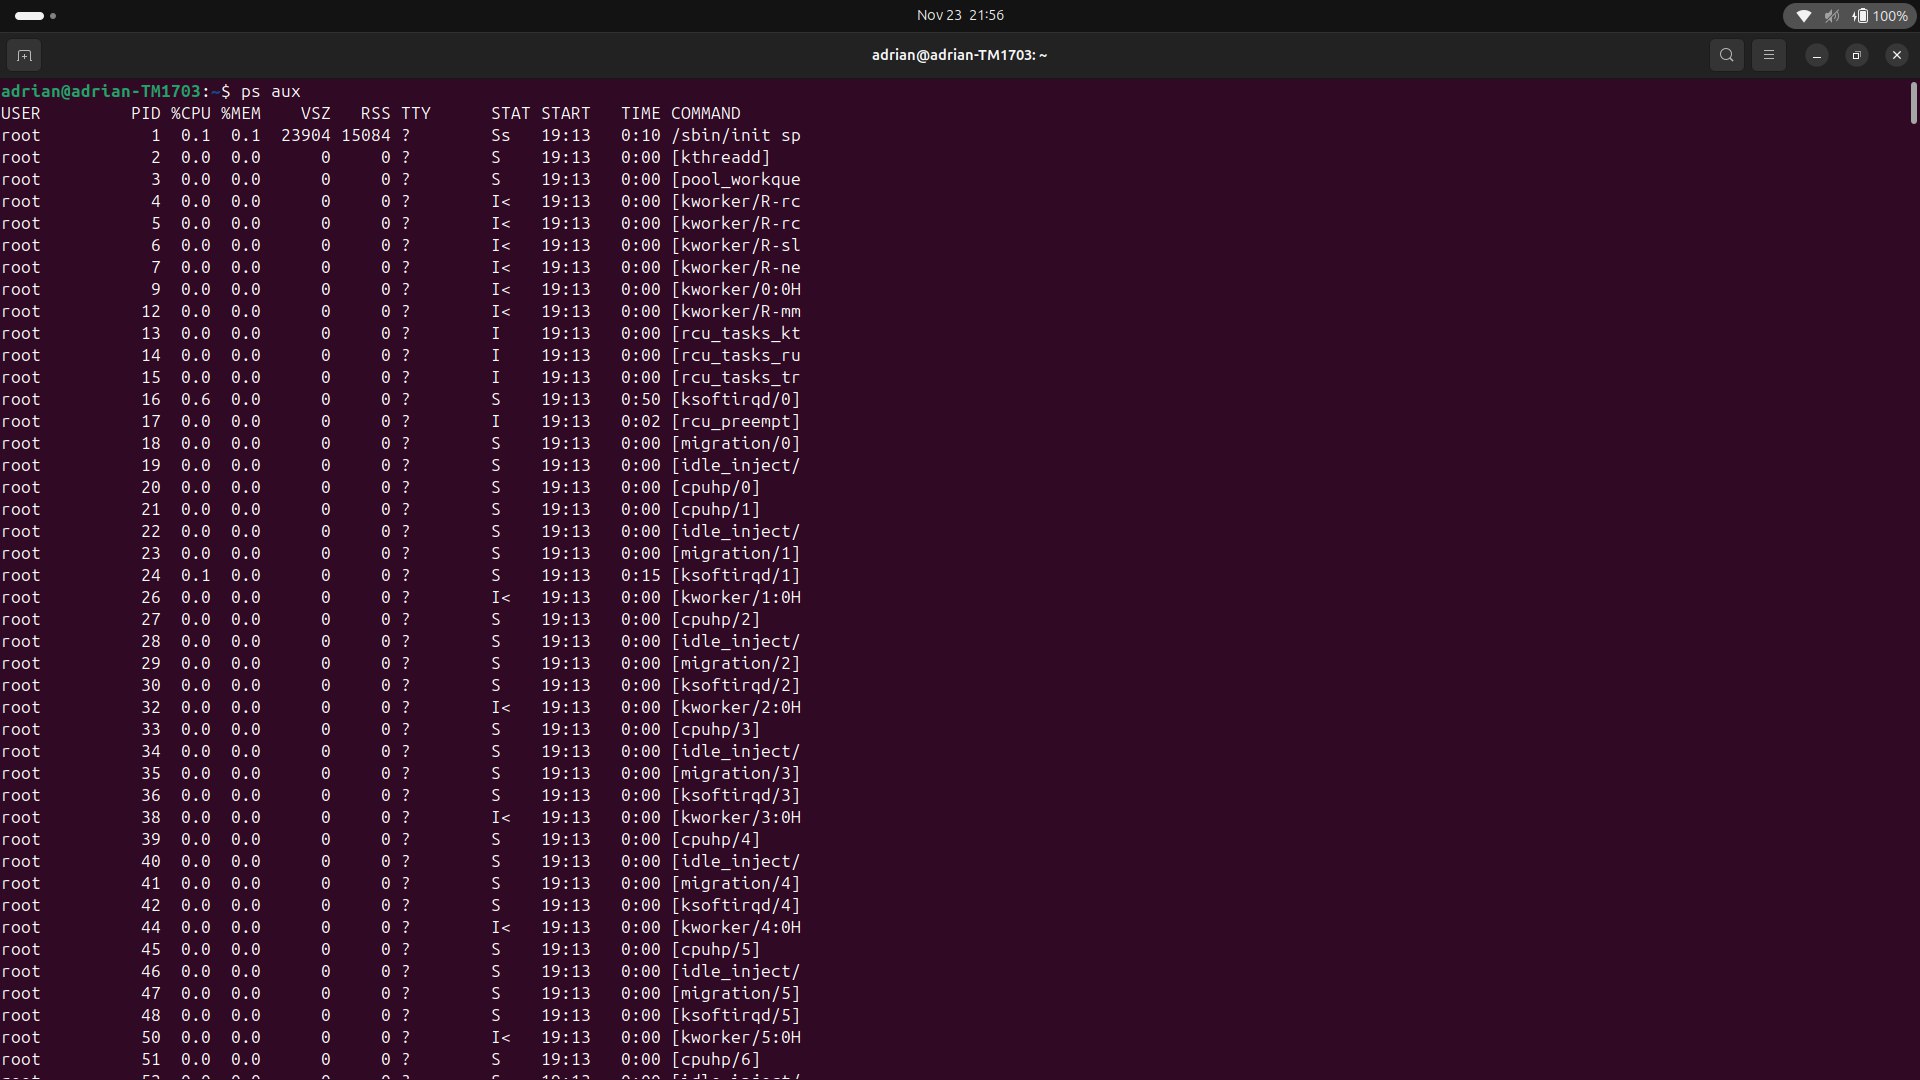 Nov 23 21:56
100%
adrian@adrian-TM1703: ~
adrian@adrian-TM1703:~$ ps aux
USER         PID %CPU %MEM    VSZ   RSS TTY      STAT START   TIME COMMAND
root           1  0.1  0.1  23904 15084 ?        Ss   19:13   0:10 /sbin/init sp
root           2  0.0  0.0      0     0 ?        S    19:13   0:00 [kthreadd]
root           3  0.0  0.0      0     0 ?        S    19:13   0:00 [pool_workque
root           4  0.0  0.0      0     0 ?        I<   19:13   0:00 [kworker/R-rc
root           5  0.0  0.0      0     0 ?        I<   19:13   0:00 [kworker/R-rc
root           6  0.0  0.0      0     0 ?        I<   19:13   0:00 [kworker/R-sl
root           7  0.0  0.0      0     0 ?        I<   19:13   0:00 [kworker/R-ne
root           9  0.0  0.0      0     0 ?        I<   19:13   0:00 [kworker/0:0H
root          12  0.0  0.0      0     0 ?        I<   19:13   0:00 [kworker/R-mm
root          13  0.0  0.0      0     0 ?        I    19:13   0:00 [rcu_tasks_kt
root          14  0.0  0.0      0     0 ?        I    19:13   0:00 [rcu_tasks_ru
root          15  0.0  0.0      0     0 ?        I    19:13   0:00 [rcu_tasks_tr
root          16  0.6  0.0      0     0 ?        S    19:13   0:50 [ksoftirqd/0]
root          17  0.0  0.0      0     0 ?        I    19:13   0:02 [rcu_preempt]
root          18  0.0  0.0      0     0 ?        S    19:13   0:00 [migration/0]
root          19  0.0  0.0      0     0 ?        S    19:13   0:00 [idle_inject/
root          20  0.0  0.0      0     0 ?        S    19:13   0:00 [cpuhp/0]
root          21  0.0  0.0      0     0 ?        S    19:13   0:00 [cpuhp/1]
root          22  0.0  0.0      0     0 ?        S    19:13   0:00 [idle_inject/
root          23  0.0  0.0      0     0 ?        S    19:13   0:00 [migration/1]
root          24  0.1  0.0      0     0 ?        S    19:13   0:15 [ksoftirqd/1]
root          26  0.0  0.0      0     0 ?        I<   19:13   0:00 [kworker/1:0H
root          27  0.0  0.0      0     0 ?        S    19:13   0:00 [cpuhp/2]
root          28  0.0  0.0      0     0 ?        S    19:13   0:00 [idle_inject/
root          29  0.0  0.0      0     0 ?        S    19:13   0:00 [migration/2]
root          30  0.0  0.0      0     0 ?        S    19:13   0:00 [ksoftirqd/2]
root          32  0.0  0.0      0     0 ?        I<   19:13   0:00 [kworker/2:0H
root          33  0.0  0.0      0     0 ?        S    19:13   0:00 [cpuhp/3]
root          34  0.0  0.0      0     0 ?        S    19:13   0:00 [idle_inject/
root          35  0.0  0.0      0     0 ?        S    19:13   0:00 [migration/3]
root          36  0.0  0.0      0     0 ?        S    19:13   0:00 [ksoftirqd/3]
root          38  0.0  0.0      0     0 ?        I<   19:13   0:00 [kworker/3:0H
root          39  0.0  0.0      0     0 ?        S    19:13   0:00 [cpuhp/4]
root          40  0.0  0.0      0     0 ?        S    19:13   0:00 [idle_inject/
root          41  0.0  0.0      0     0 ?        S    19:13   0:00 [migration/4]
root          42  0.0  0.0      0     0 ?        S    19:13   0:00 [ksoftirqd/4]
root          44  0.0  0.0      0     0 ?        I<   19:13   0:00 [kworker/4:0H
root          45  0.0  0.0      0     0 ?        S    19:13   0:00 [cpuhp/5]
root          46  0.0  0.0      0     0 ?        S    19:13   0:00 [idle_inject/
root          47  0.0  0.0      0     0 ?        S    19:13   0:00 [migration/5]
root          48  0.0  0.0      0     0 ?        S    19:13   0:00 [ksoftirqd/5]
root          50  0.0  0.0      0     0 ?        I<   19:13   0:00 [kworker/5:0H
root          51  0.0  0.0      0     0 ?        S    19:13   0:00 [cpuhp/6]